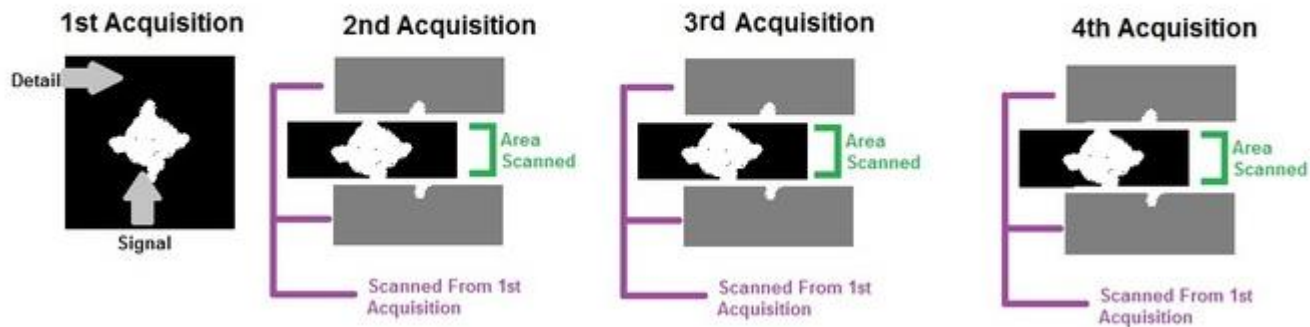 1st Acquisition
2nd Acquisition
3rd Acquisition
4th Acquisition
Detail
Signal
Area
Scanned
Scanned From 1st
Acquisition
Area
Scanned
Scanned From 1st
Acquisition
Area
Scanned
Scanned From 1st
Acquisition